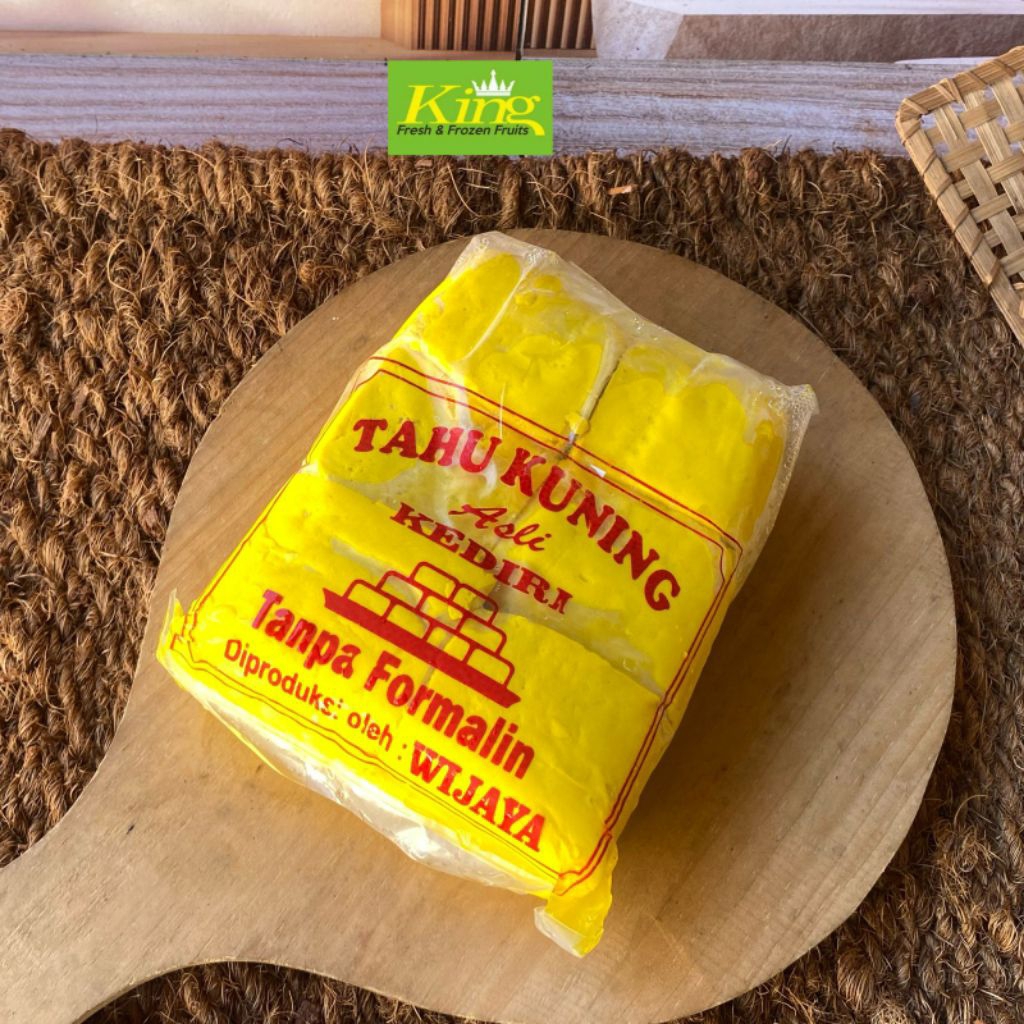 King
Fresh & Frozen Fruits
TAHU KUNING
Asli
KEDIRI
Tanpa Formalin
Diproduksi oleh : WIJAYA